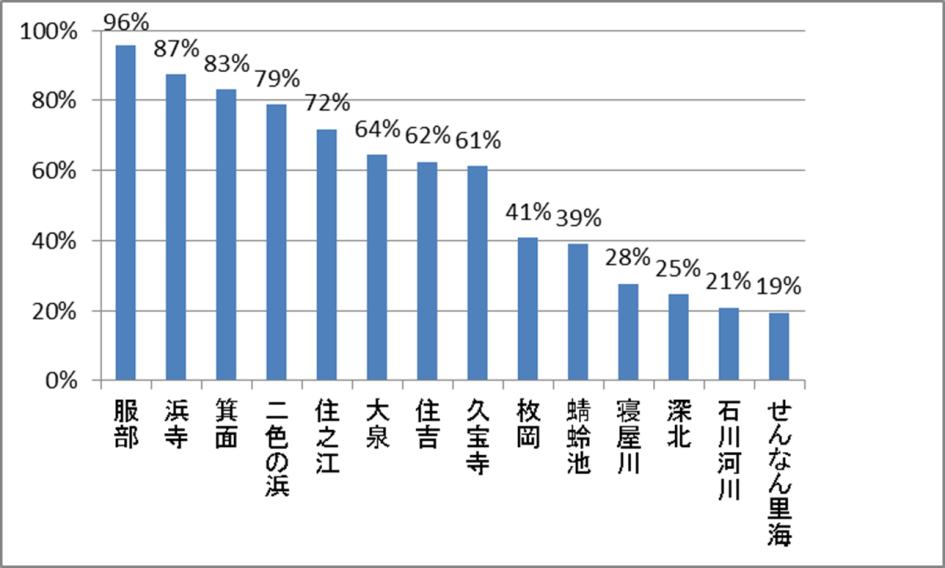 100%
80%
60%
40%
20%
0%
96%
87%
83%
79%
72%
64%
62%
61%
41%
39%
28%
25%
21%
19%
服部
浜寺
箕面
二色の浜
住之江
大泉
住吉
久宝寺
枚岡
蜻蛉池
寝屋川
深北
石川河川
せんなん里海